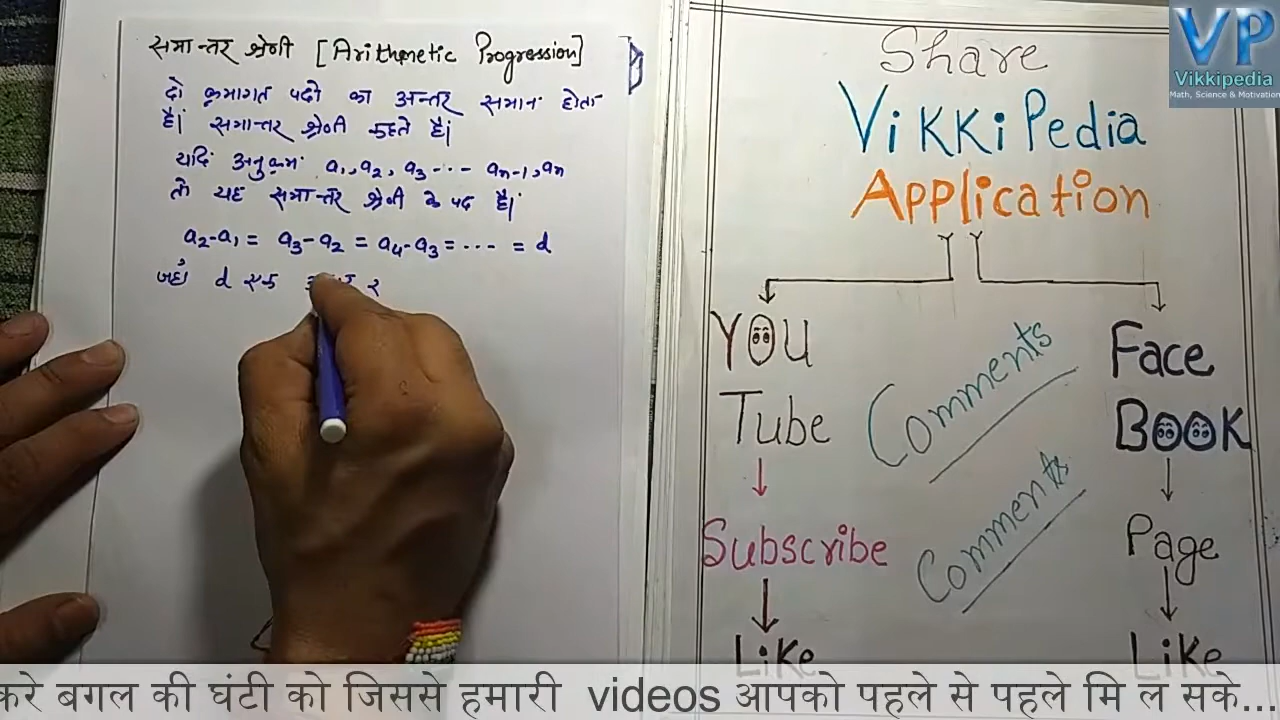 समान्तर श्रेणी [Arithmetic Progression]
दो क्रमागत पदों का अन्तर समान होता
है। समान्तर श्रेणी कहते है।
यदि अनुक्रम a₁, a₂, a₃ ---- aₙ₋₁, aₙ
तो यह समान्तर श्रेणी के पद है।
a₂-a₁ = a₃-a₂ = a₄-a₃ = ---- = d
जहाँ d एक
Share
ViKKiPedia
Application
YOU
Tube
Subscribe
LiKe
Comments
Comments
Face
BOOK
Page
LiKe
VP
Vikkipedia
Math, Science & Motivation
करे बगल की घंटी को जिससे हमारी videos आपको पहले से पहले मि ल सके...